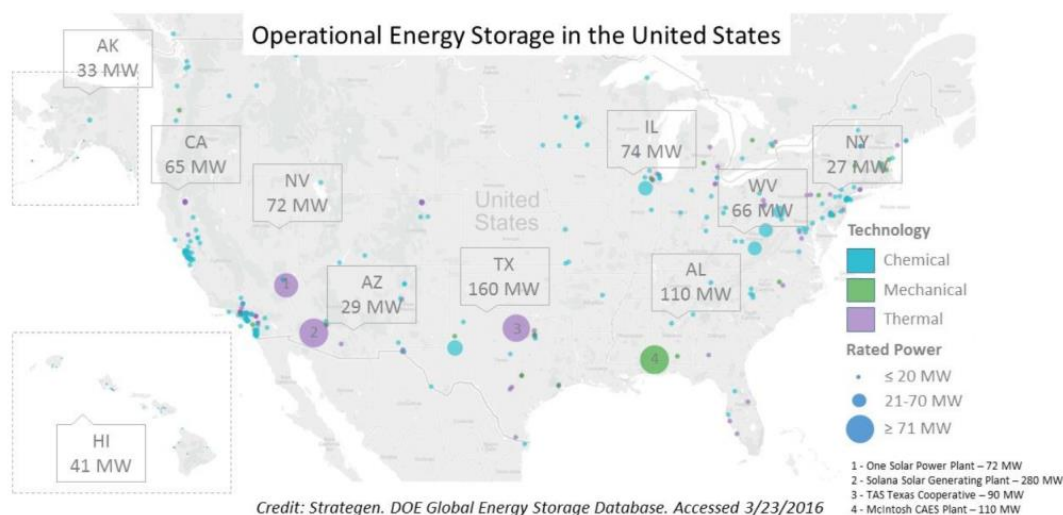 Operational Energy Storage in the United States
AK
33 MW
CA
65 MW
NV
72 MW
AZ
29 MW
TX
160 MW
IL
74 MW
WV
66 MW
NY
27 MW
AL
110 MW
HI
41 MW
United
States
Technology
Chemical
Mechanical
Thermal
Rated Power
≤ 20 MW
21-70 MW
≥ 71 MW
1
2
3
4
1 - One Solar Power Plant – 72 MW
2 - Solana Solar Generating Plant – 280 MW
3 - TAS Texas Cooperative – 90 MW
4 - McIntosh CAES Plant – 110 MW
Credit: Strategen. DOE Global Energy Storage Database. Accessed 3/23/2016